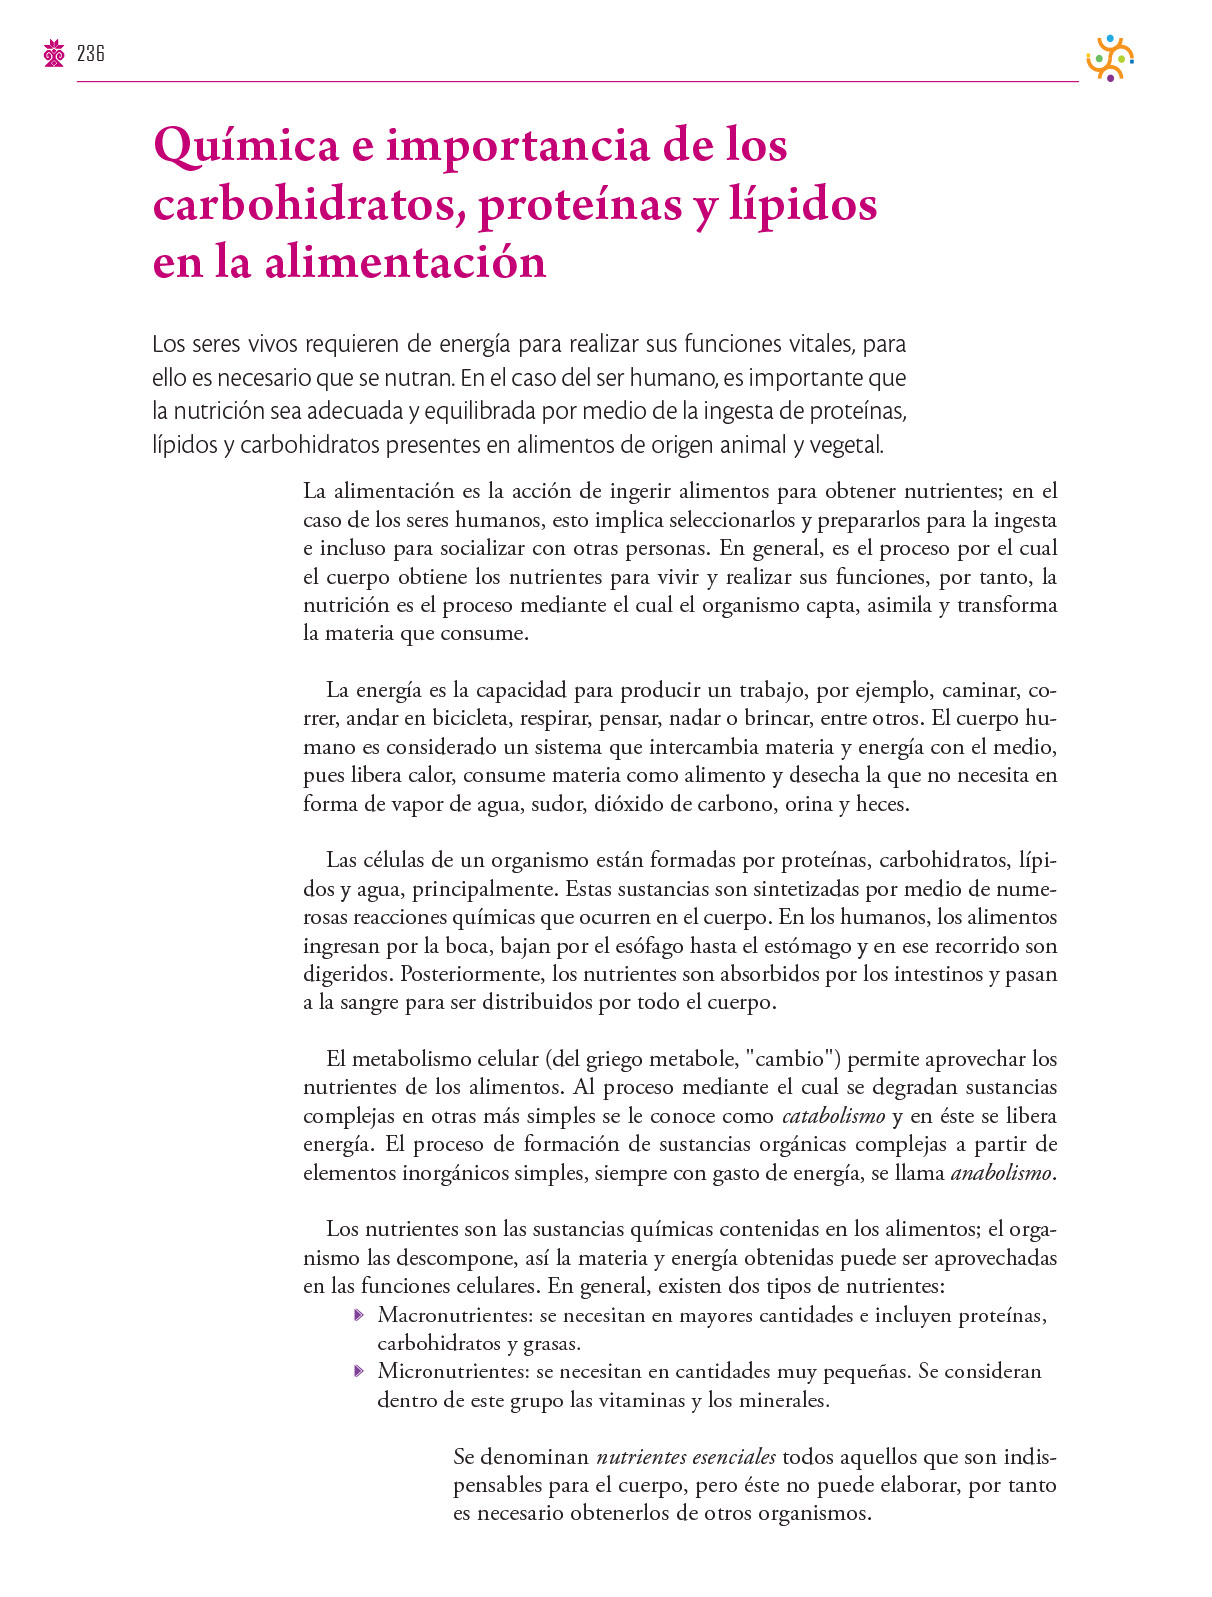 236
Química e importancia de los
carbohidratos, proteínas y lípidos
en la alimentación
Los seres vivos requieren de energía para realizar sus funciones vitales, para
ello es necesario que se nutran. En el caso del ser humano, es importante que
la nutrición sea adecuada y equilibrada por medio de la ingesta de proteínas,
lípidos y carbohidratos presentes en alimentos de origen animal y vegetal.
La alimentación es la acción de ingerir alimentos para obtener nutrientes; en el
caso de los seres humanos, esto implica seleccionarlos y prepararlos para la ingesta
e incluso para socializar con otras personas. En general, es el proceso por el cual
el cuerpo obtiene los nutrientes para vivir y realizar sus funciones, por tanto, la
nutrición es el proceso mediante el cual el organismo capta, asimila y transforma
la materia que consume.
La energía es la capacidad para producir un trabajo, por ejemplo, caminar, co-
rrer, andar en bicicleta, respirar, pensar, nadar o brincar, entre otros. El cuerpo hu-
mano es considerado un sistema que intercambia materia y energía con el medio,
pues libera calor, consume materia como alimento y desecha la que no necesita en
forma de vapor de agua, sudor, dióxido de carbono, orina y heces.
Las células de un organismo están formadas por proteínas, carbohidratos, lípi-
dos y agua, principalmente. Estas sustancias son sintetizadas por medio de nume-
rosas reacciones químicas que ocurren en el cuerpo. En los humanos, los alimentos
ingresan por la boca, bajan por el esófago hasta el estómago y en ese recorrido son
digeridos. Posteriormente, los nutrientes son absorbidos por los intestinos y pasan
a la sangre para ser distribuidos por todo el cuerpo.
El metabolismo celular (del griego metabole, "cambio") permite aprovechar los
nutrientes de los alimentos. Al proceso mediante el cual se degradan sustancias
complejas en otras más simples se le conoce como catabolismo y en éste se libera
energía. El proceso de formación de sustancias orgánicas complejas a partir de
elementos inorgánicos simples, siempre con gasto de energía, se llama anabolismo.
Los nutrientes son las sustancias químicas contenidas en los alimentos; el orga-
nismo las descompone, así la materia y energía obtenidas puede ser aprovechadas
en las funciones celulares. En general, existen dos tipos de nutrientes:
Macronutrientes: se necesitan en mayores cantidades e incluyen proteínas,
carbohidratos y grasas.
Micronutrientes: se necesitan en cantidades muy pequeñas. Se consideran
dentro de este grupo las vitaminas y los minerales.
Se denominan nutrientes esenciales todos aquellos que son indis-
pensables para el cuerpo, pero éste no puede elaborar, por tanto
es necesario obtenerlos de otros organismos.